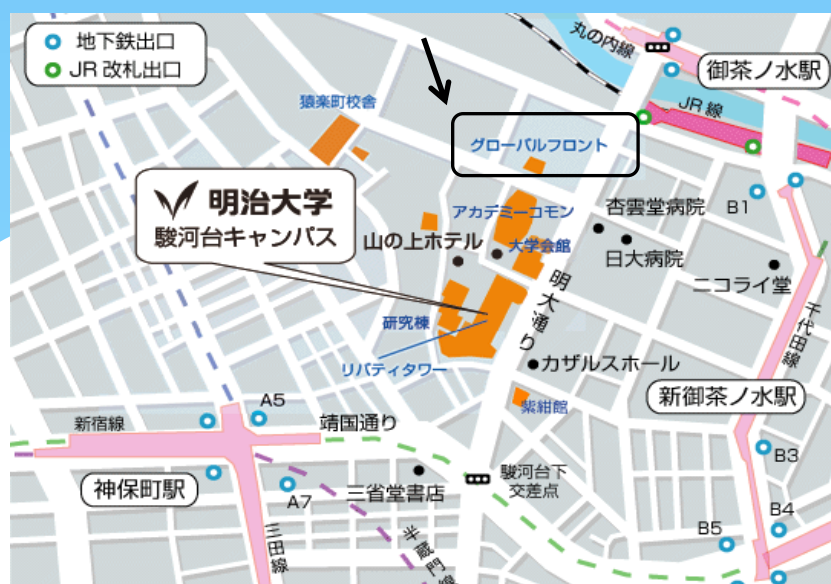 地下鉄出口
JR改札出口
丸の内線
御茶ノ水駅
JR線
猿楽町校舎
グローバルフロント
明治大学
駿河台キャンパス
アカデミーコモン
杏雲堂病院
B1
山の上ホテル
大学会館
日大病院
ニコライ堂
明大通り
千代田線
研究棟
リバティタワー
カザルスホール
紫紺館
新御茶ノ水駅
A5
新宿線
靖国通り
B3
神保町駅
A7
三省堂書店
駿河台下
交差点
三田線
半蔵門線
B4
B5